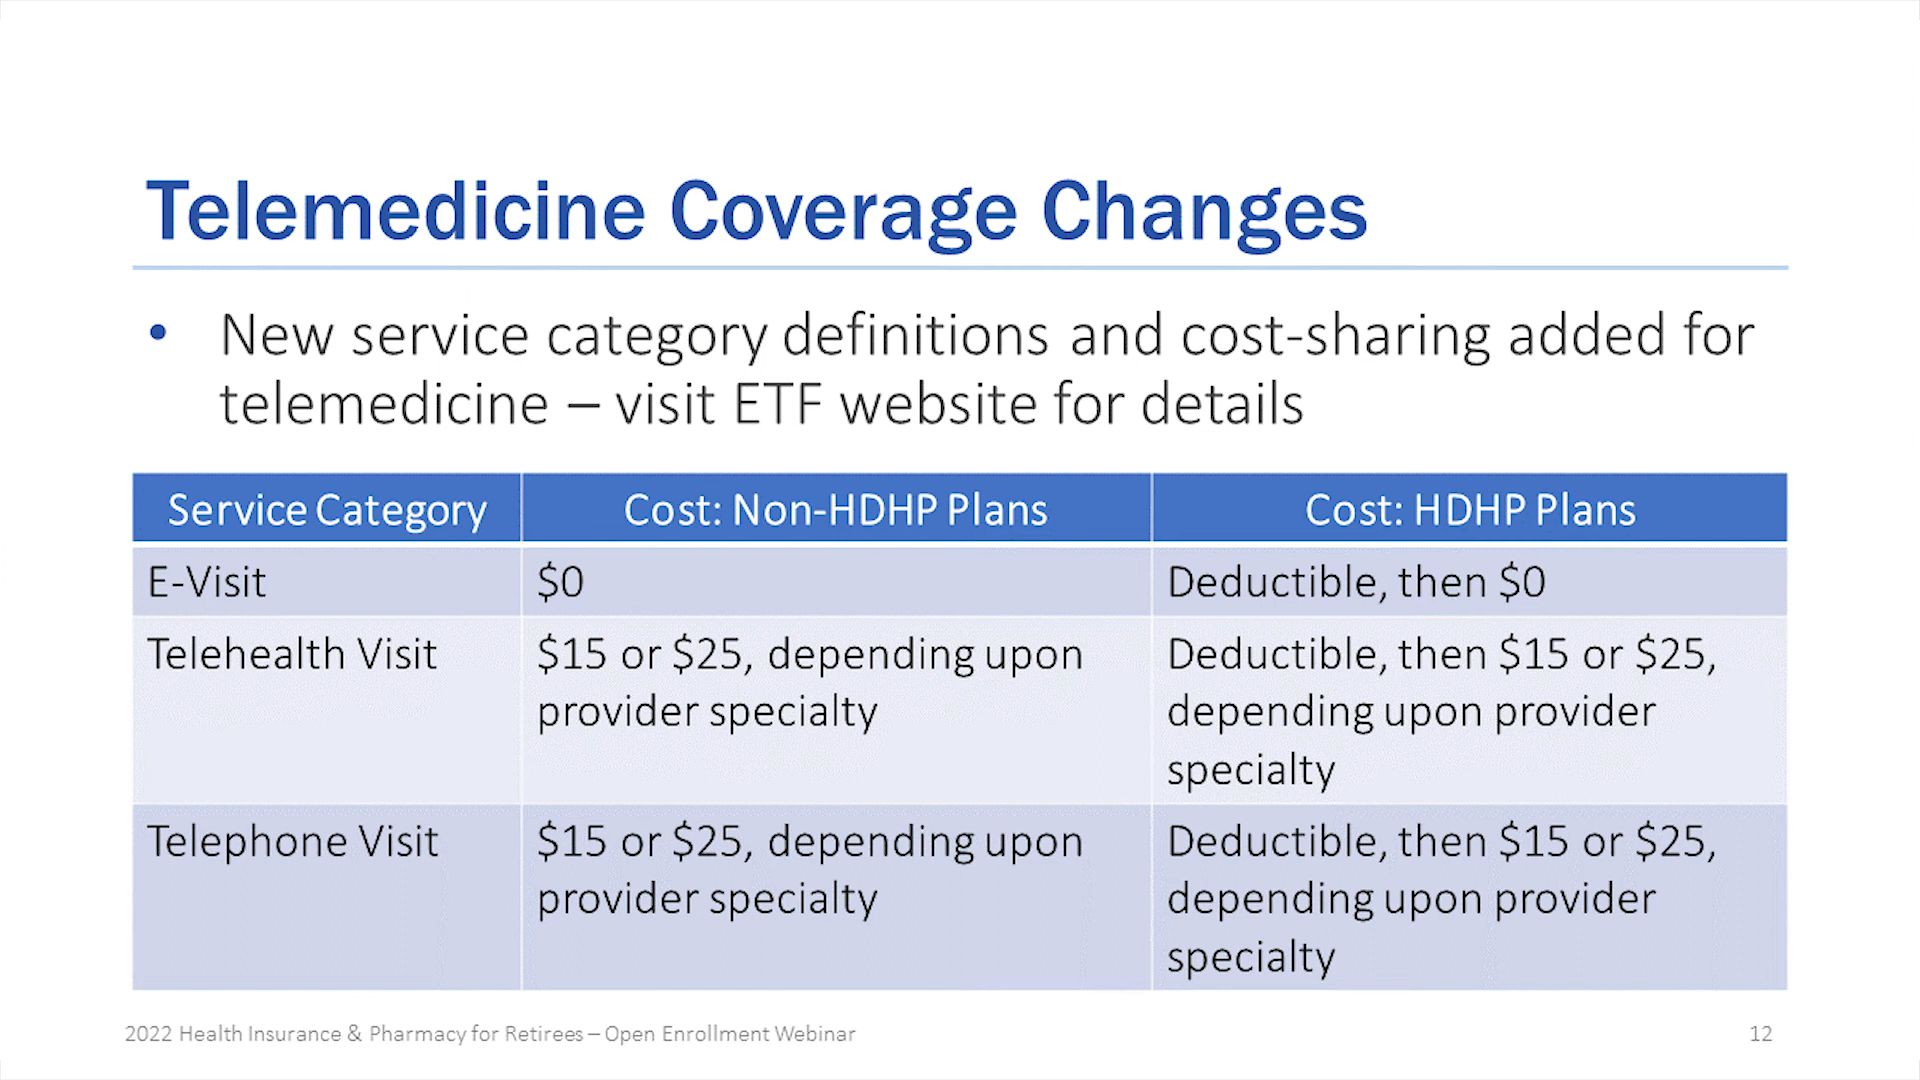 Telemedicine Coverage Changes
• New service category definitions and cost-sharing added for
telemedicine – visit ETF website for details
Service Category
Cost: Non-HDHP Plans
Cost: HDHP Plans
E-Visit
$0
Deductible, then $0
Telehealth Visit
$15 or $25, depending upon
provider specialty
Deductible, then $15 or $25,
depending upon provider
specialty
Telephone Visit
$15 or $25, depending upon
provider specialty
Deductible, then $15 or $25,
depending upon provider
specialty
2022 Health Insurance & Pharmacy for Retirees – Open Enrollment Webinar
12